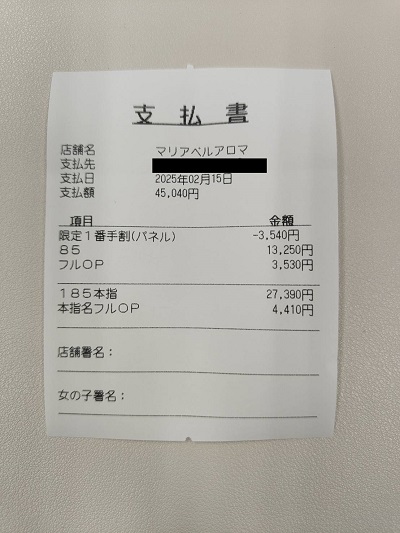 支払書
店舗名 マリアベルアロマ
支払先
支払日 2025年02月15日
支払額 45,040円
項目 金額
限定1番手割(パネル) -3,540円
85 13,250円
フルOP 3,530円
185本指 27,390円
本指名フルOP 4,410円
店舗署名：
女の子署名：